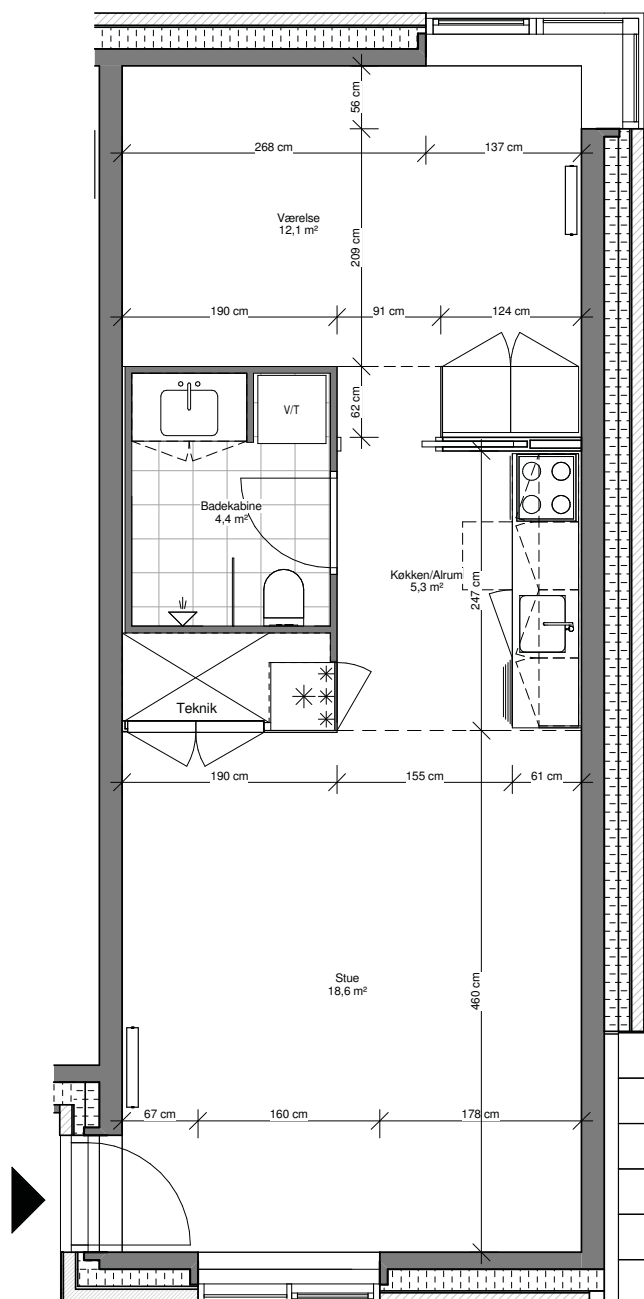 56 cm
268 cm
137 cm
Værelse
12,1 m²
209 cm
190 cm
91 cm
124 cm
62 cm
V/T
Badekabine
4,4 m²
Køkken/Alrum
5,3 m²
247 cm
Teknik
190 cm
155 cm
61 cm
Stue
18,6 m²
460 cm
67 cm
160 cm
178 cm